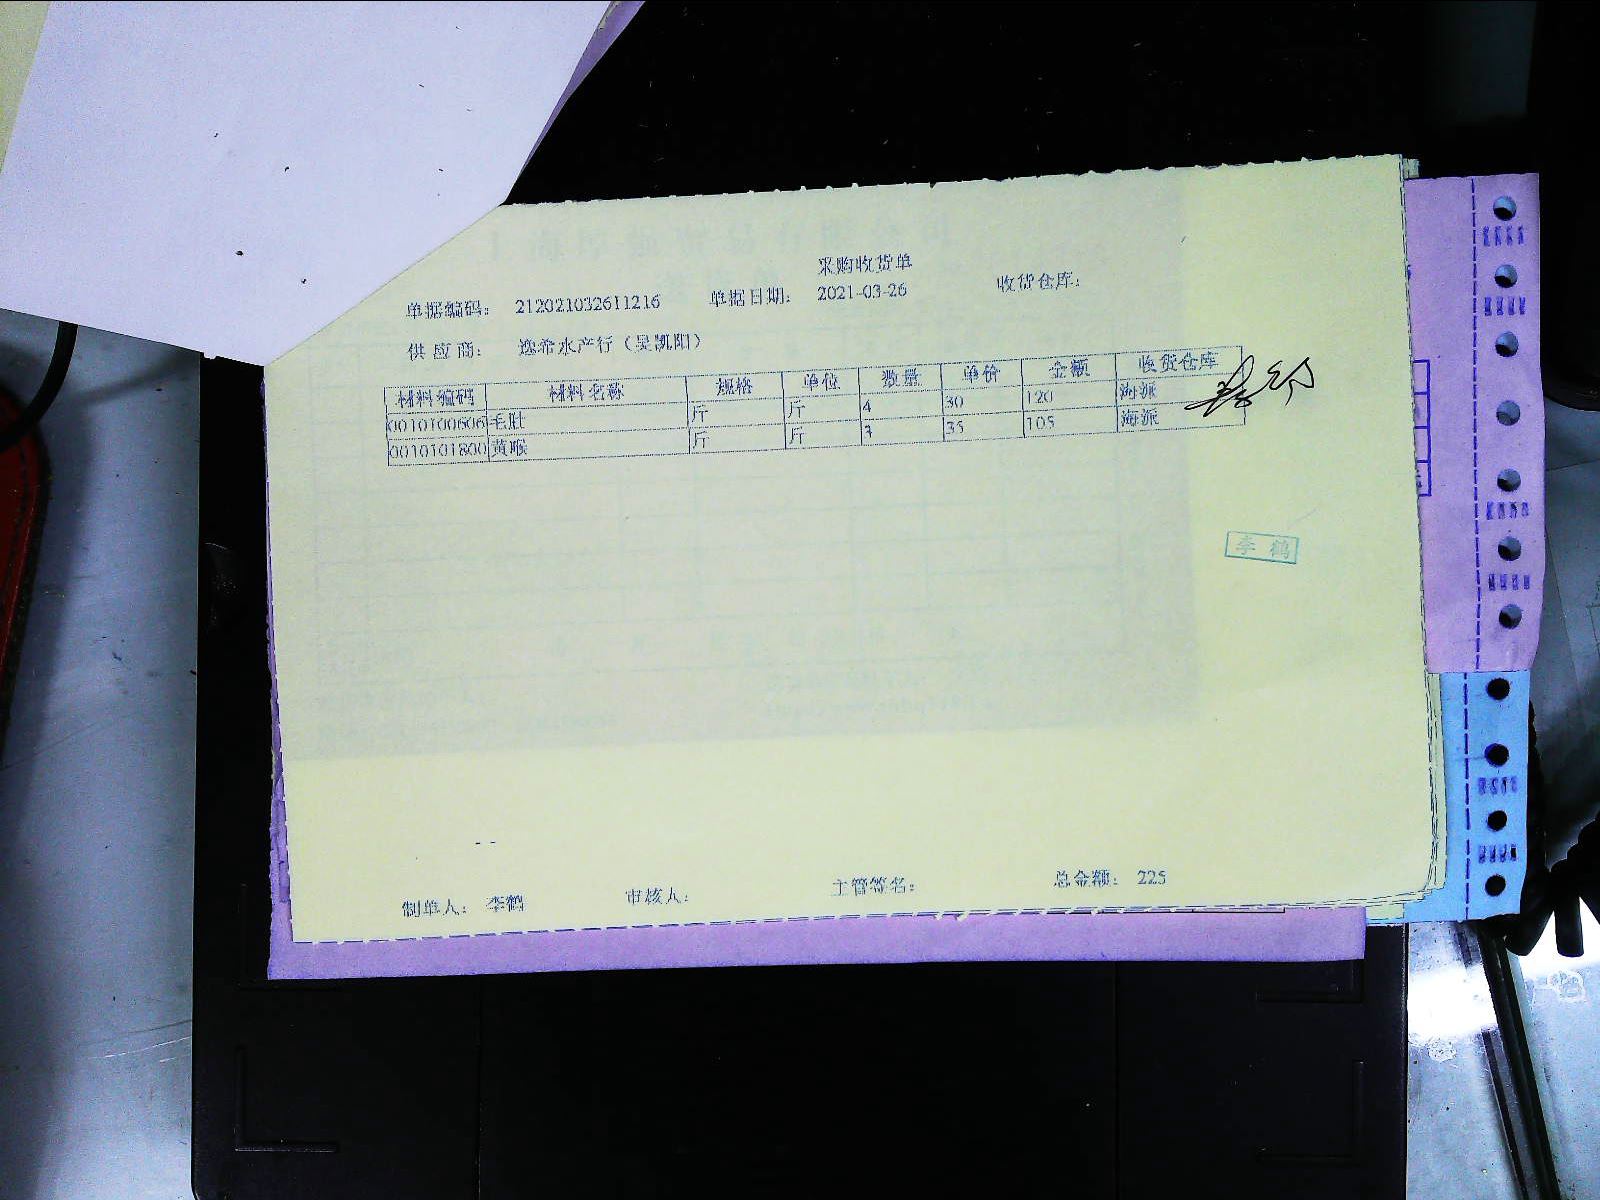 采购收货单
单据编码： 212021032611216 单据日期： 2021-03-26 收货仓库：
供应商： 逸希水产行（吴凯阳）
材料编码 材料名称 规格 单位 数量 单价 金额 收货仓库
0010100606 毛肚 斤 斤 4 30 120 海派
0010101800 黄喉 斤 斤 3 35 105 海派
李鹤
--
制单人： 李鹤 审核人： 主管签名： 总金额： 225